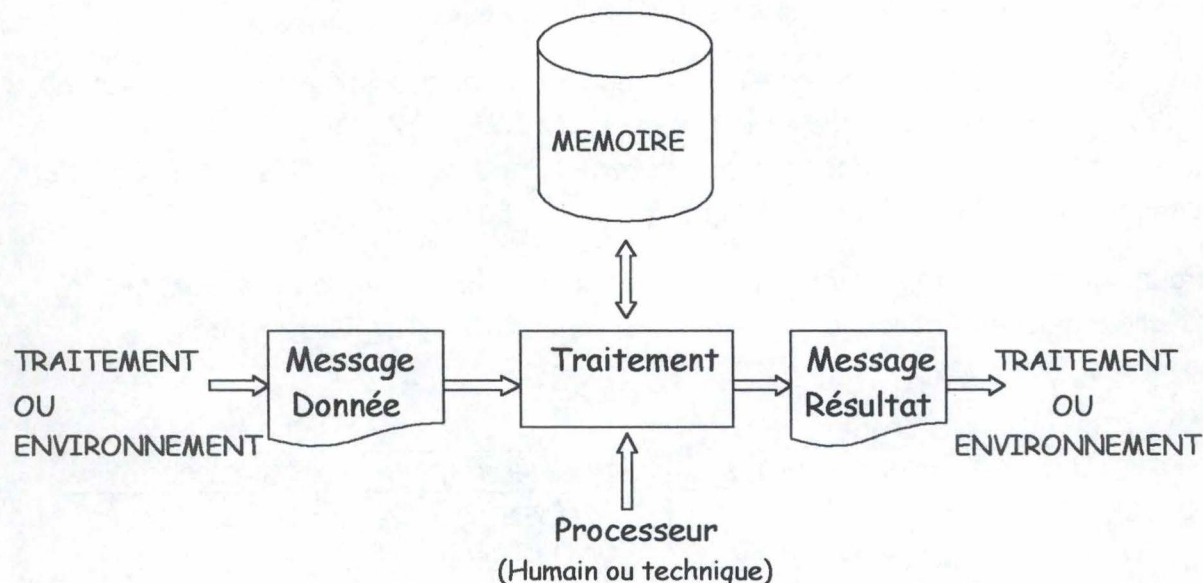 MEMOIRE
TRAITEMENT
OU
ENVIRONNEMENT
Message
Donnée
Traitement
Message
Résultat
TRAITEMENT
OU
ENVIRONNEMENT
Processeur
(Humain ou technique)